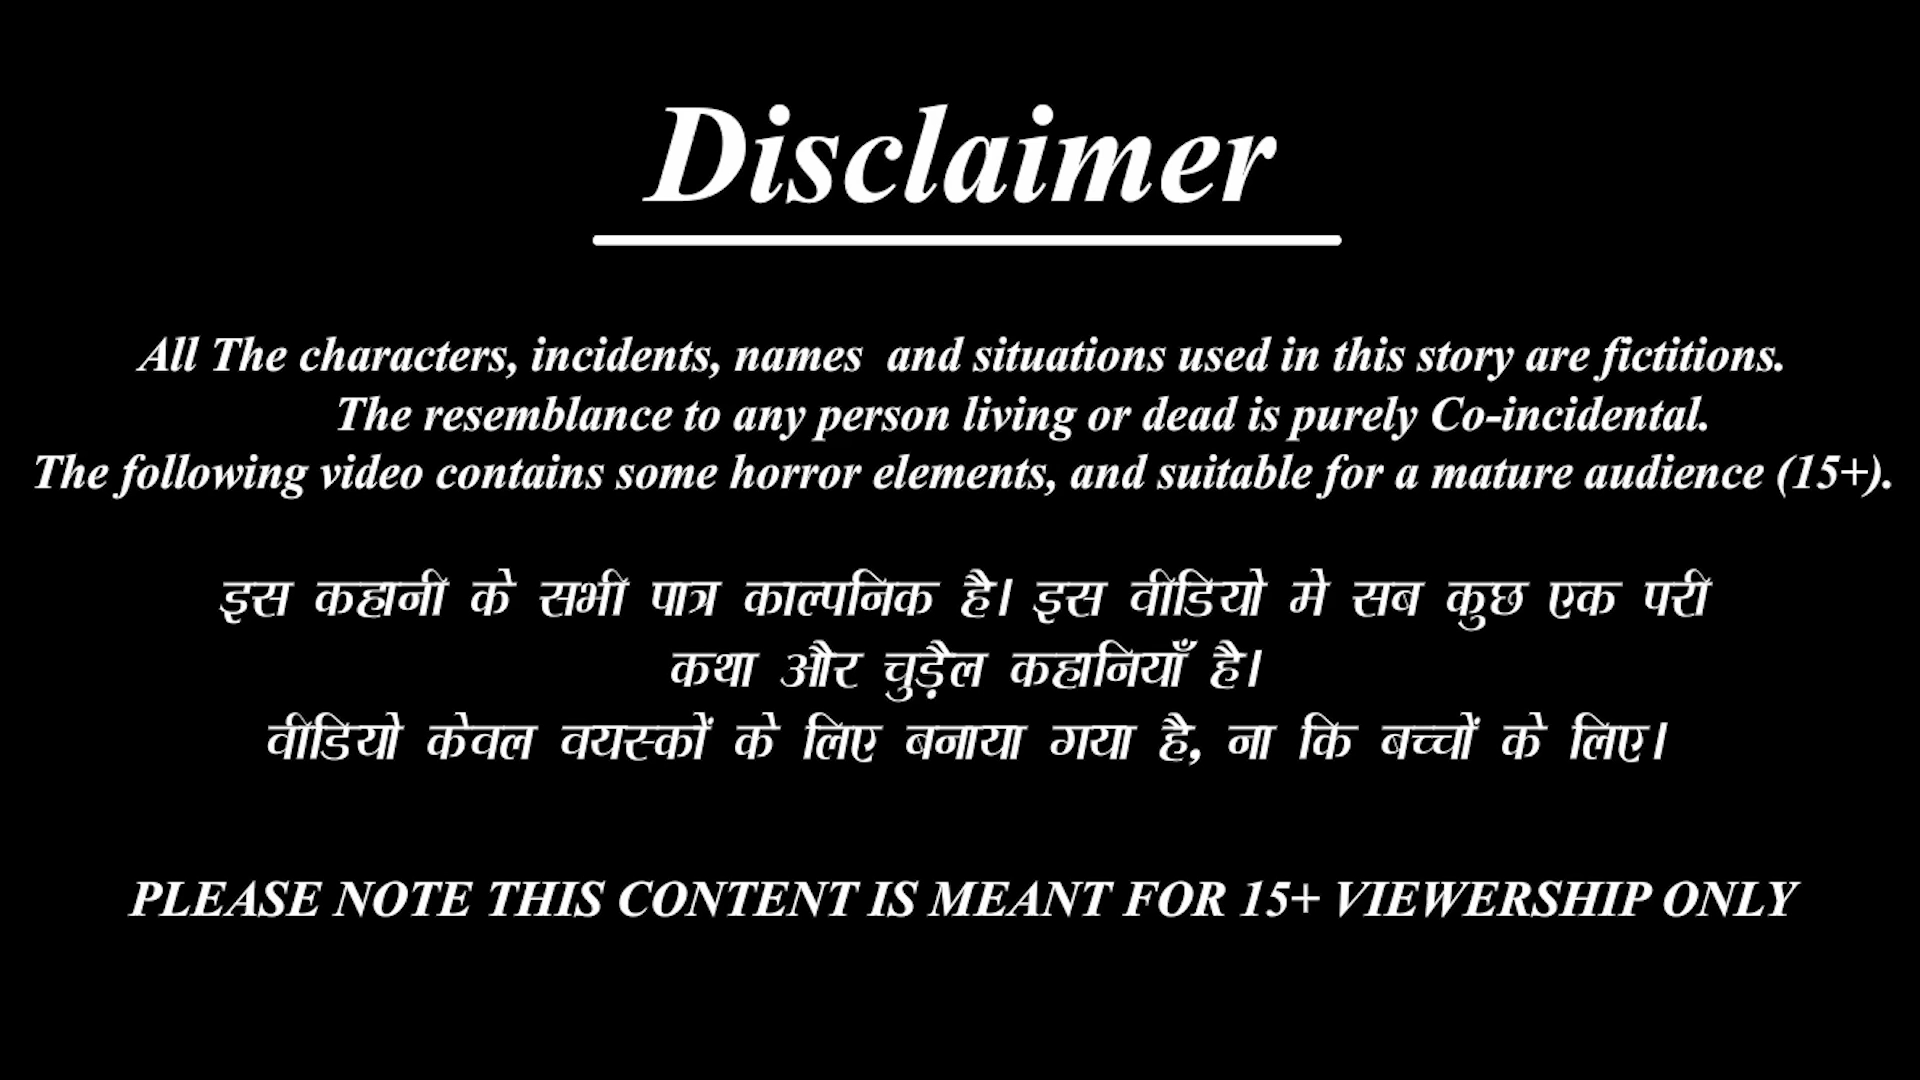 Disclaimer
All The characters, incidents, names and situations used in this story are fictitions.
The resemblance to any person living or dead is purely Co-incidental.
The following video contains some horror elements, and suitable for a mature audience (15+).
इस कहानी के सभी पात्र काल्पनिक है। इस वीडियो मे सब कुछ एक परी
कथा और चुड़ैल कहानियाँ है।
वीडियो केवल वयस्कों के लिए बनाया गया है, ना कि बच्चों के लिए।
PLEASE NOTE THIS CONTENT IS MEANT FOR 15+ VIEWERSHIP ONLY